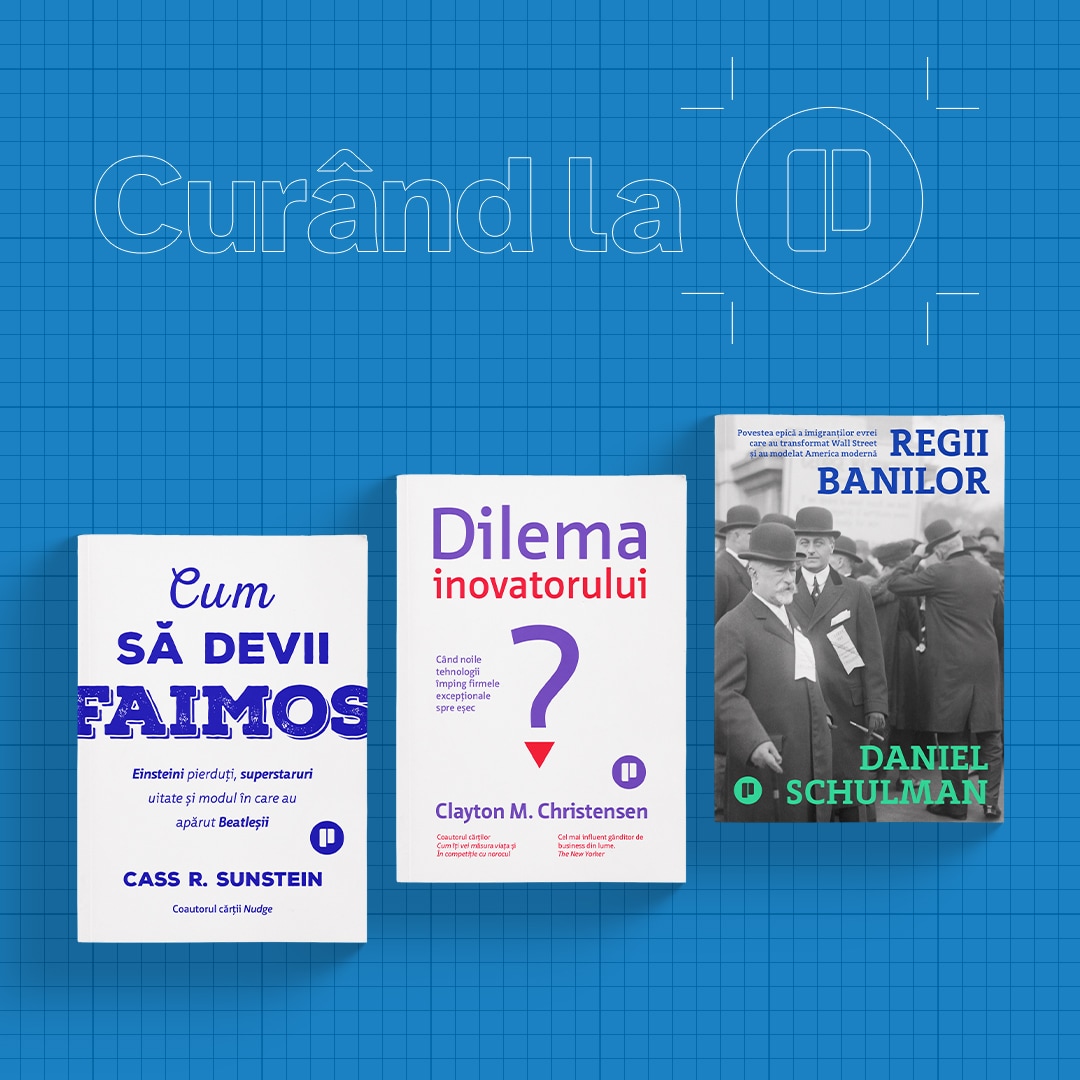 Curând la P
Cum
SĂ DEVII
FAIMOS
Einsteini pierduți, superstaruri
uitate și modul în care au
apărut Beatleșii
CASS R. SUNSTEIN
Coautorul cărții Nudge
Dilema
inovatorului
?
Când noile
tehnologii
împing firmele
excepționale
spre eșec
Clayton M. Christensen
Coautorul cărților
Cum îți vei măsura viața și
În competiție cu norocul
Cel mai influent gânditor de
business din lume.
The New Yorker
Povestea epică a imigranților evrei
care au transformat Wall Street
și au modelat America modernă
REGII
BANILOR
DANIEL
SCHULMAN